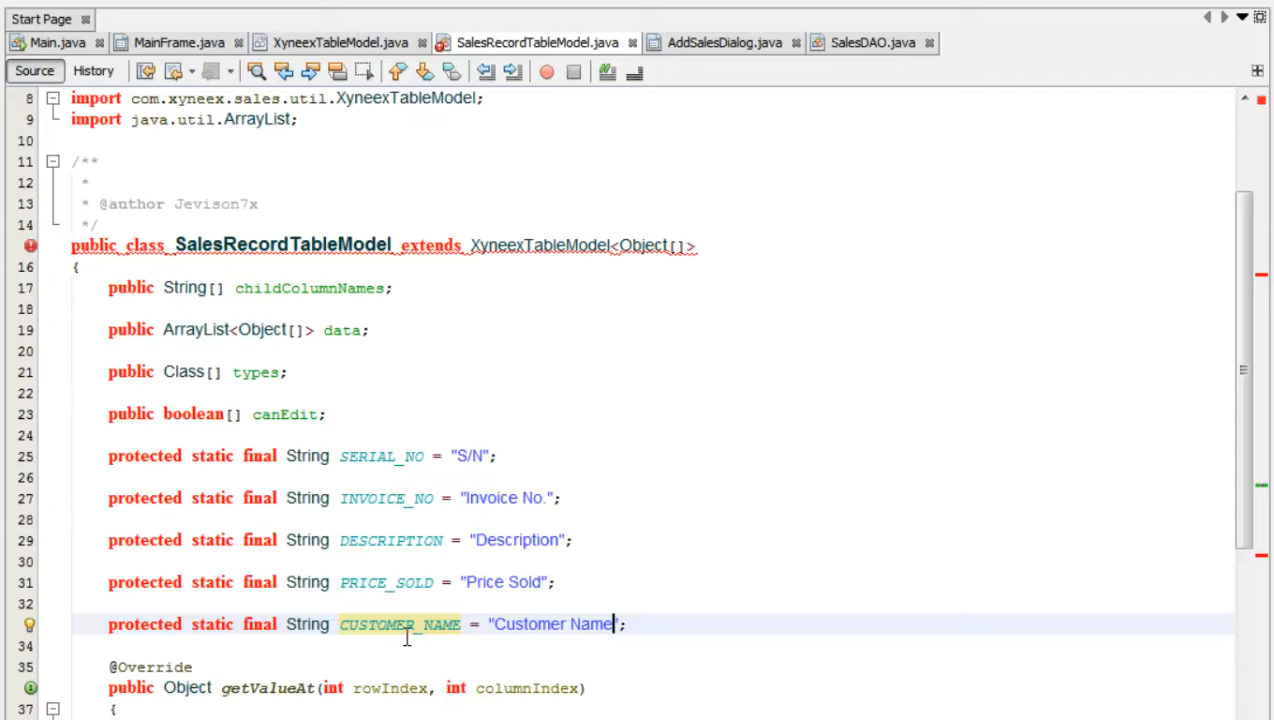 Start Page
Main.java MainFrame.java XyneexTableModel.java SalesRecordTableModel.java AddSalesDialog.java SalesDAO.java
Source History
8 import com.xyneex.sales.util.XyneexTableModel;
9 import java.util.ArrayList;
10
11 /**
12 *
13 * @author Jevison7x
14 */
public class SalesRecordTableModel extends XyneexTableModel<Object[]>
16 {
17 public String[] childColumnNames;
18
19 public ArrayList<Object[]> data;
20
21 public Class[] types;
22
23 public boolean[] canEdit;
24
25 protected static final String SERIAL_NO = "S/N";
26
27 protected static final String INVOICE_NO = "Invoice No.";
28
29 protected static final String DESCRIPTION = "Description";
30
31 protected static final String PRICE_SOLD = "Price Sold";
32
protected static final String CUSTOMER_NAME = "Customer Name";
34
35 @Override
public Object getValueAt(int rowIndex, int columnIndex)
37 {